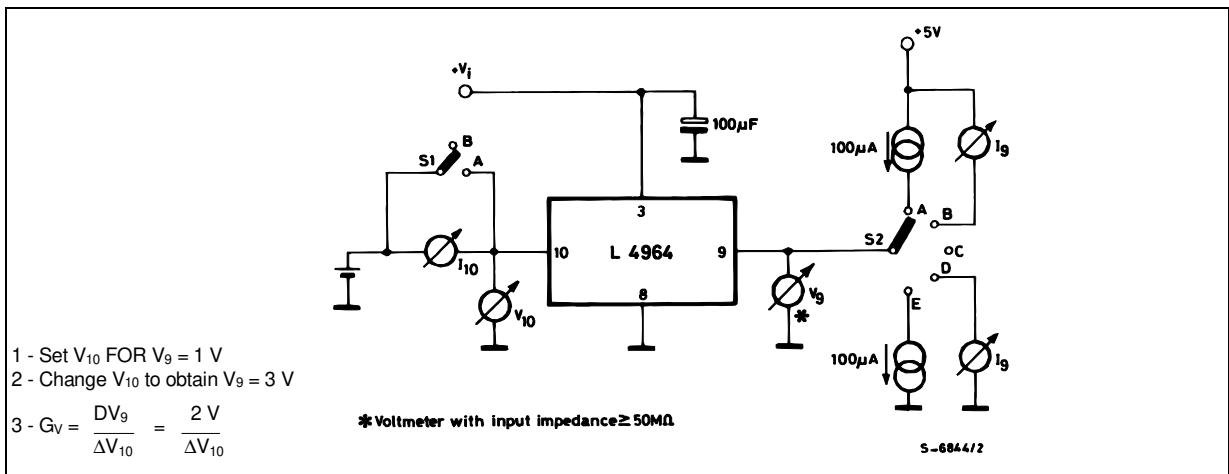 +5V
+Vi
100µF
B
S1
A
100µA
I9
A
B
S2
C
D
E
3
10
L 4964
9
8
I10
V10
V9
*
100µA
I9
1 - Set V10 FOR V9 = 1 V
2 - Change V10 to obtain V9 = 3 V
3 - GV = DV9 / ΔV10 = 2 V / ΔV10
* Voltmeter with input impedance ≥ 50MΩ
S-6844/2